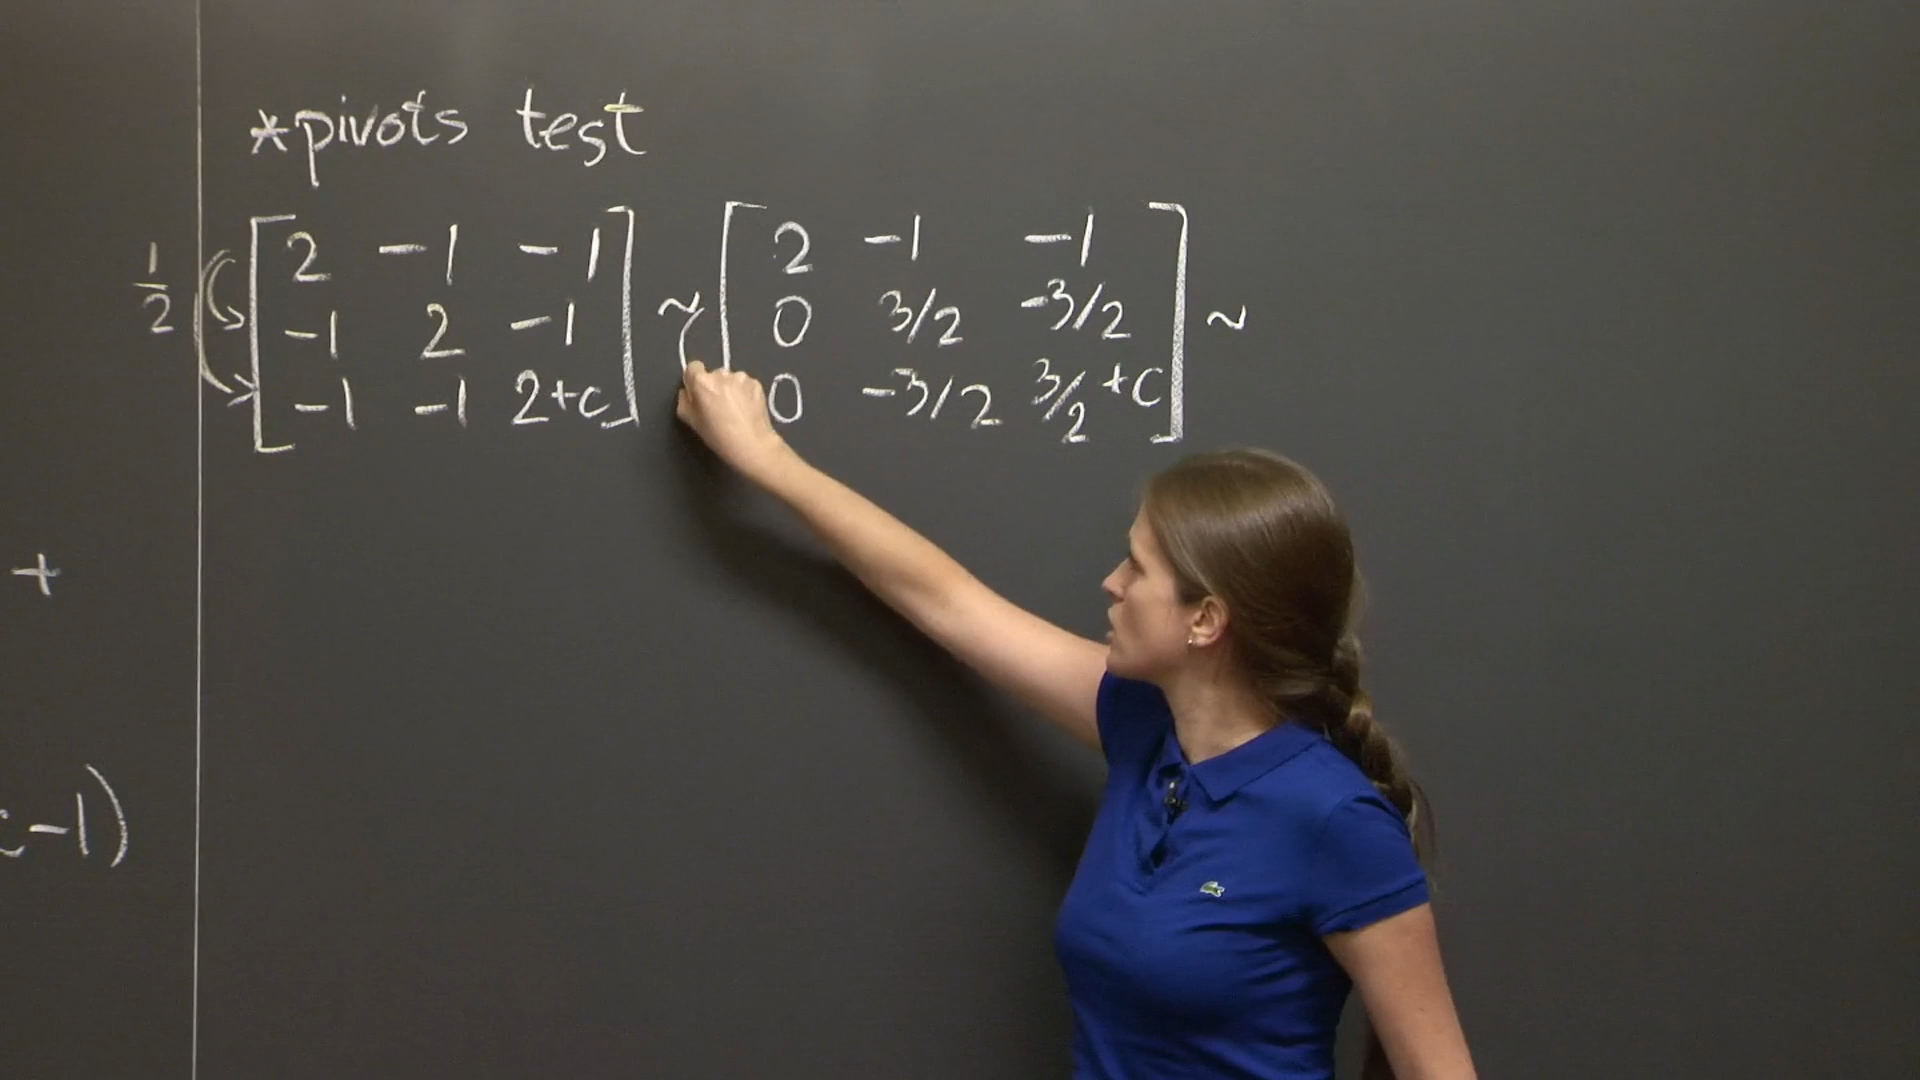 *pivots test
1/2 [ 2 -1 -1 ] ~ [ 2 -1 -1 ] ~
[ -1 2 -1 ] [ 0 3/2 -3/2 ]
[ -1 -1 2+c ] [ 0 -3/2 3/2+c ]
+
-1)